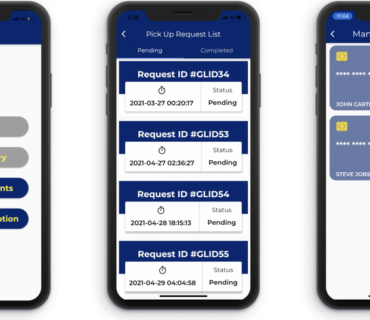 ry
nts
ption
Pick Up Request List
Pending Completed
Request ID #GLID34
Status
2021-03-27 00:20:17 Pending
Request ID #GLID53
Status
2021-04-27 02:36:27 Pending
Request ID #GLID54
Status
2021-04-28 18:15:13 Pending
Request ID #GLID55
Status
2021-04-29 04:04:58 Pending
11:04
Man
JOHN CART
STEVE JOBS